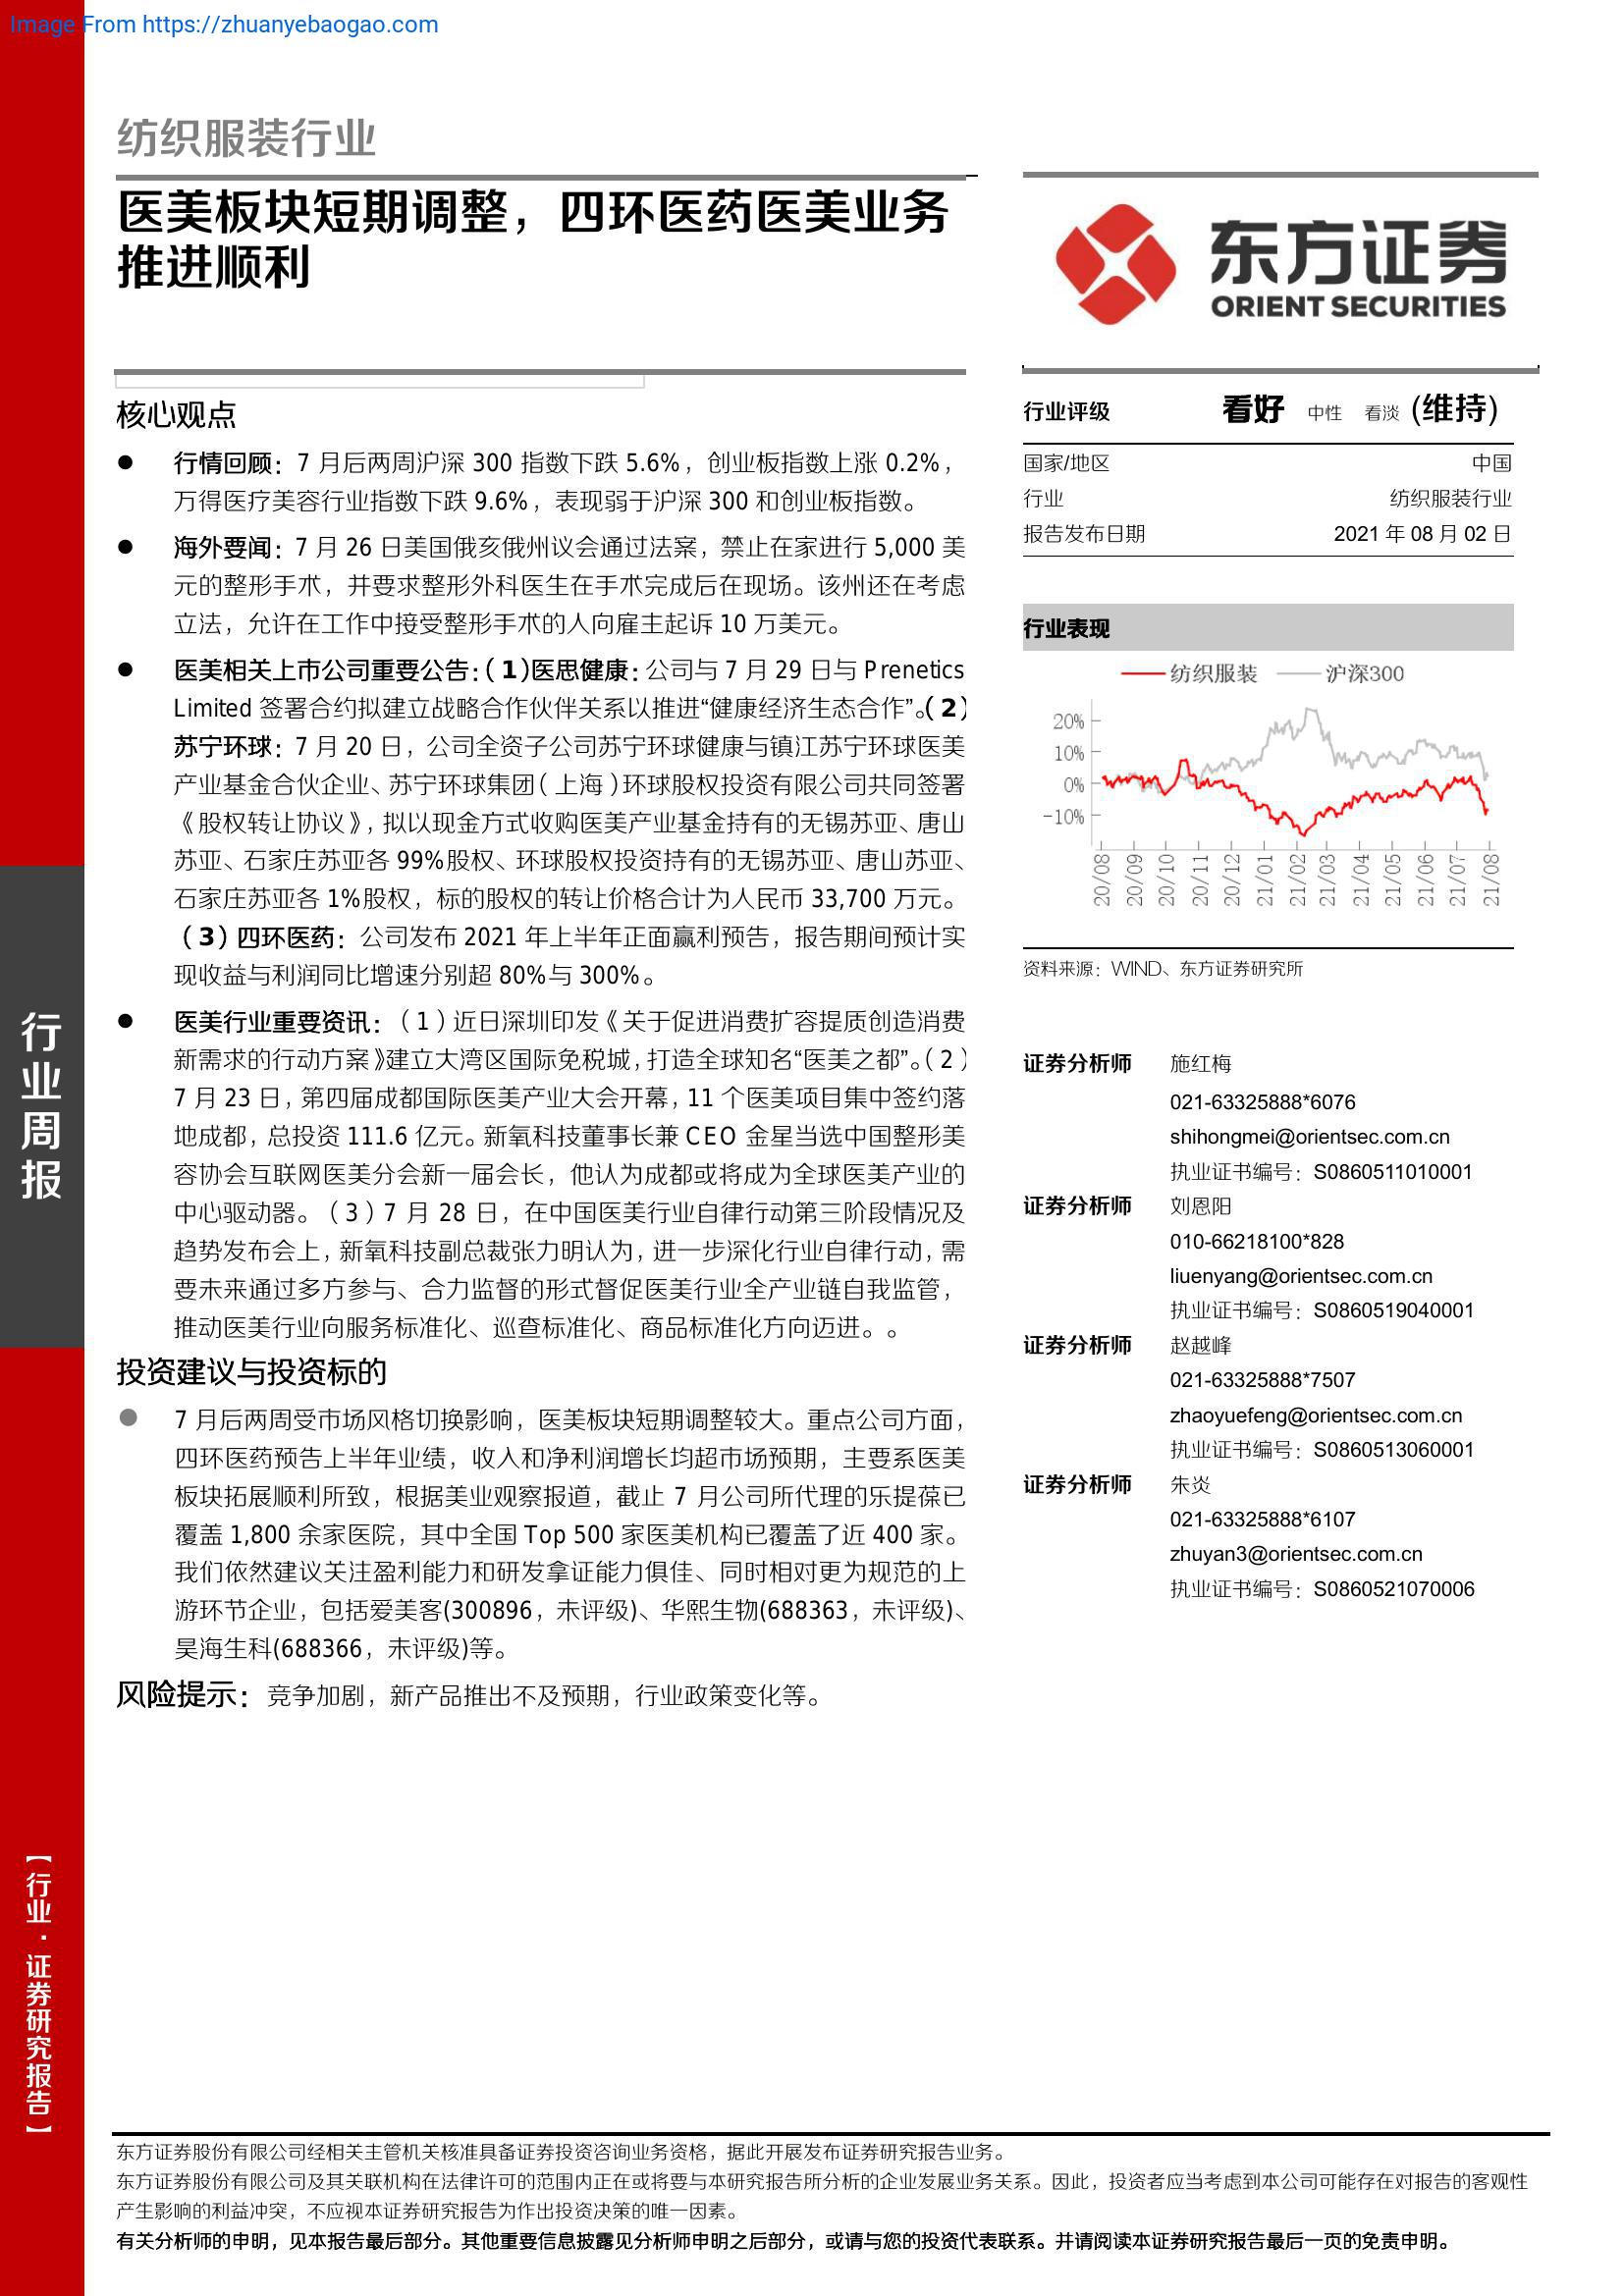 Image From https://zhuanyebaogao.com
纺织服装行业
医美板块短期调整，四环医药医美业务
推进顺利
东方证券
ORIENT SECURITIES
核心观点
● 行情回顾：7 月后两周沪深 300 指数下跌 5.6%，创业板指数上涨 0.2%，
万得医疗美容行业指数下跌 9.6%，表现弱于沪深 300 和创业板指数。
● 海外要闻：7 月 26 日美国俄亥俄州议会通过法案，禁止在家进行 5,000 美
元的整形手术，并要求整形外科医生在手术完成后在现场。该州还在考虑
立法，允许在工作中接受整形手术的人向雇主起诉 10 万美元。
● 医美相关上市公司重要公告：（1）医思健康：公司与 7 月 29 日与 Prenetics
Limited 签署合约拟建立战略合作伙伴关系以推进“健康经济生态合作”。（2）
苏宁环球：7 月 20 日，公司全资子公司苏宁环球健康与镇江苏宁环球医美
产业基金合伙企业、苏宁环球集团（上海）环球股权投资有限公司共同签署
《股权转让协议》，拟以现金方式收购医美产业基金持有的无锡苏亚、唐山
苏亚、石家庄苏亚各 99%股权、环球股权投资持有的无锡苏亚、唐山苏亚、
石家庄苏亚各 1%股权，标的股权的转让价格合计为人民币 33,700 万元。
（3）四环医药：公司发布 2021 年上半年正面赢利预告，报告期间预计实
现收益与利润同比增速分别超 80%与 300%。
● 医美行业重要资讯：（1）近日深圳印发《关于促进消费扩容提质创造消费
新需求的行动方案》建立大湾区国际免税城，打造全球知名“医美之都”。（2）
7 月 23 日，第四届成都国际医美产业大会开幕，11 个医美项目集中签约落
地成都，总投资 111.6 亿元。新氧科技董事长兼 CEO 金星当选中国整形美
容协会互联网医美分会新一届会长，他认为成都或将成为全球医美产业的
中心驱动器。（3）7 月 28 日，在中国医美行业自律行动第三阶段情况及
趋势发布会上，新氧科技副总裁张力明认为，进一步深化行业自律行动，需
要未来通过多方参与、合力监督的形式督促医美行业全产业链自我监管，
推动医美行业向服务标准化、巡查标准化、商品标准化方向迈进。。
投资建议与投资标的
● 7 月后两周受市场风格切换影响，医美板块短期调整较大。重点公司方面，
四环医药预告上半年业绩，收入和净利润增长均超市场预期，主要系医美
板块拓展顺利所致，根据美业观察报道，截止 7 月公司所代理的乐提葆已
覆盖 1,800 余家医院，其中全国 Top 500 家医美机构已覆盖了近 400 家。
我们依然建议关注盈利能力和研发拿证能力俱佳、同时相对更为规范的上
游环节企业，包括爱美客(300896，未评级)、华熙生物(688363，未评级)、
昊海生科(688366，未评级)等。
风险提示：竞争加剧，新产品推出不及预期，行业政策变化等。
行业评级 看好 中性 看淡 (维持)
国家/地区 中国
行业 纺织服装行业
报告发布日期 2021 年 08 月 02 日
行业表现
纺织服装 沪深300
20%
10%
0%
-10%
20/08 20/09 20/10 20/11 20/12 21/01 21/02 21/03 21/04 21/05 21/06 21/07 21/08
资料来源：WIND、东方证券研究所
证券分析师 施红梅
021-63325888*6076
shihongmei@orientsec.com.cn
执业证书编号：S0860511010001
证券分析师 刘恩阳
010-66218100*828
liuenyang@orientsec.com.cn
执业证书编号：S0860519040001
证券分析师 赵越峰
021-63325888*7507
zhaoyuefeng@orientsec.com.cn
执业证书编号：S0860513060001
证券分析师 朱炎
021-63325888*6107
zhuyan3@orientsec.com.cn
执业证书编号：S0860521070006
行业周报
【行业·证券研究报告】
东方证券股份有限公司经相关主管机关核准具备证券投资咨询业务资格，据此开展发布证券研究报告业务。
东方证券股份有限公司及其关联机构在法律许可的范围内正在或将要与本研究报告所分析的企业发展业务关系。因此，投资者应当考虑到本公司可能存在对报告的客观性
产生影响的利益冲突，不应视本证券研究报告为作出投资决策的唯一因素。
有关分析师的申明，见本报告最后部分。其他重要信息披露见分析师申明之后部分，或请与您的投资代表联系。并请阅读本证券研究报告最后一页的免责申明。